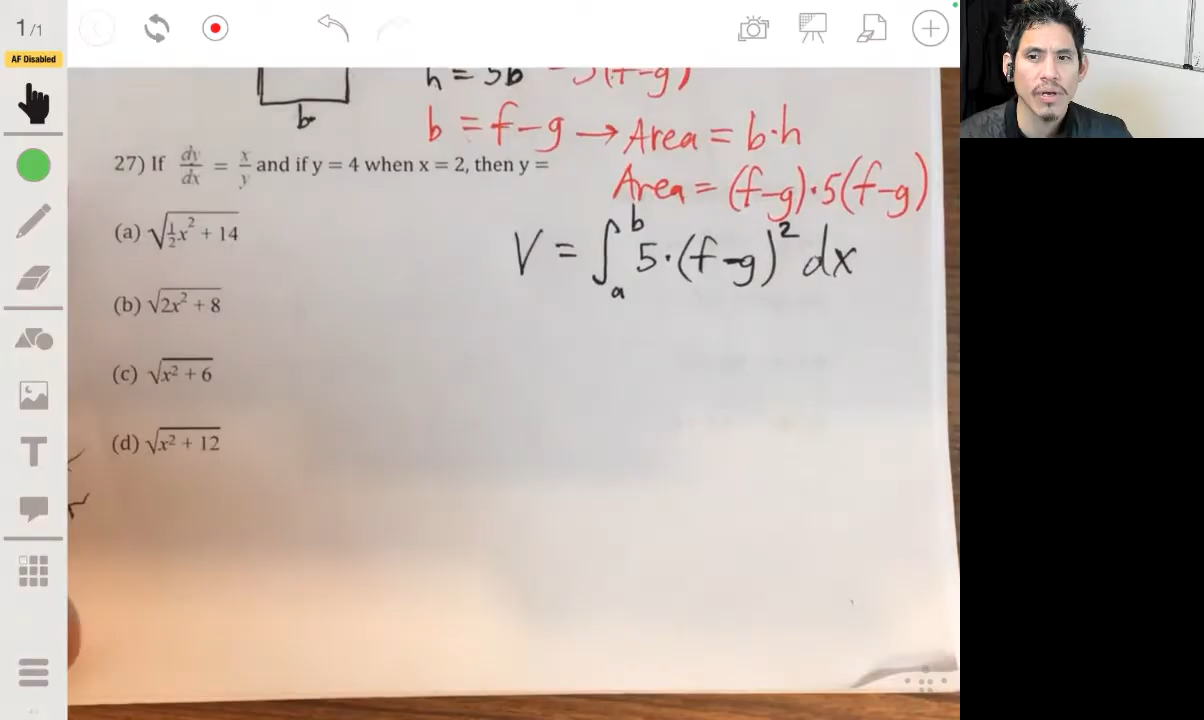 1/1
AF Disabled
h = 5b = 5(f-g)
b
b = f-g → Area = b·h
27) If dy/dx = x/y and if y = 4 when x = 2, then y =
Area = (f-g)·5(f-g)
(a) √(½x² + 14)
V = ∫ₐᵇ 5·(f-g)² dx
(b) √(2x² + 8)
(c) √(x² + 6)
(d) √(x² + 12)
T